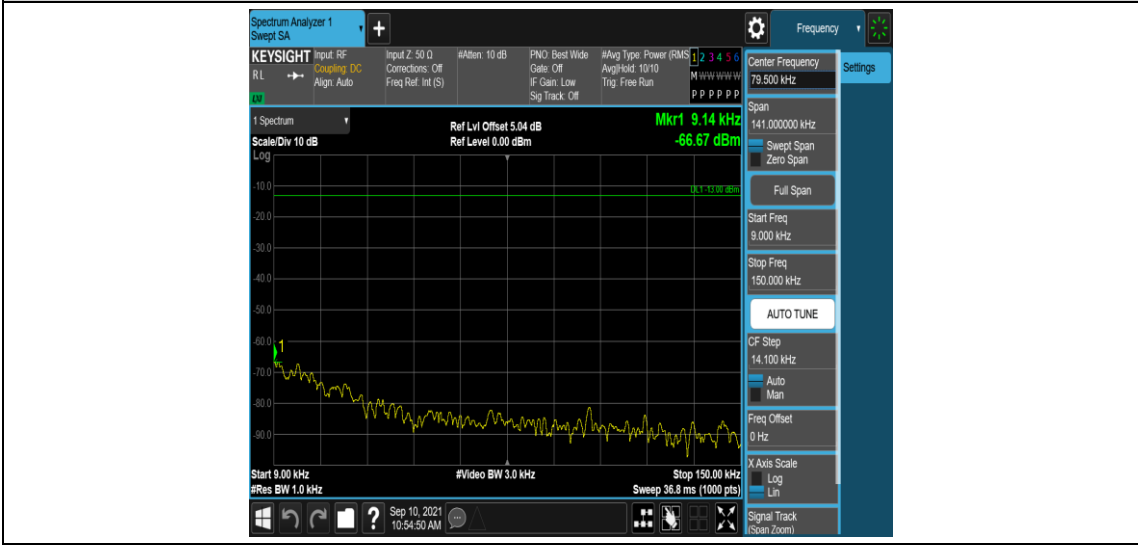 Spectrum Analyzer 1
Swept SA
+
Frequency
KEYSIGHT
RL
LXI
Input: RF
Coupling: DC
Align: Auto
Input Z: 50 Ω
Corrections: Off
Freq Ref: Int (S)
#Atten: 10 dB
PNO: Best Wide
Gate: Off
IF Gain: Low
Sig Track: Off
#Avg Type: Power (RMS
Avg|Hold: 10/10
Trig: Free Run
1 2 3 4 5 6
M W W W W W
P P P P P P
1 Spectrum
Scale/Div 10 dB
Log
Ref Lvl Offset 5.04 dB
Ref Level 0.00 dBm
Mkr1 9.14 kHz
-66.67 dBm
DL1 -13.00 dBm
-10.0
-20.0
-30.0
-40.0
-50.0
-60.0
1
-70.0
-80.0
-90.0
Start 9.00 kHz
#Res BW 1.0 kHz
#Video BW 3.0 kHz
Stop 150.00 kHz
Sweep 36.8 ms (1000 pts)
?
Sep 10, 2021
10:54:50 AM
Center Frequency
79.500 kHz
Settings
Span
141.000000 kHz
Swept Span
Zero Span
Full Span
Start Freq
9.000 kHz
Stop Freq
150.000 kHz
AUTO TUNE
CF Step
14.100 kHz
Auto
Man
Freq Offset
0 Hz
X Axis Scale
Log
Lin
Signal Track
(Span Zoom)